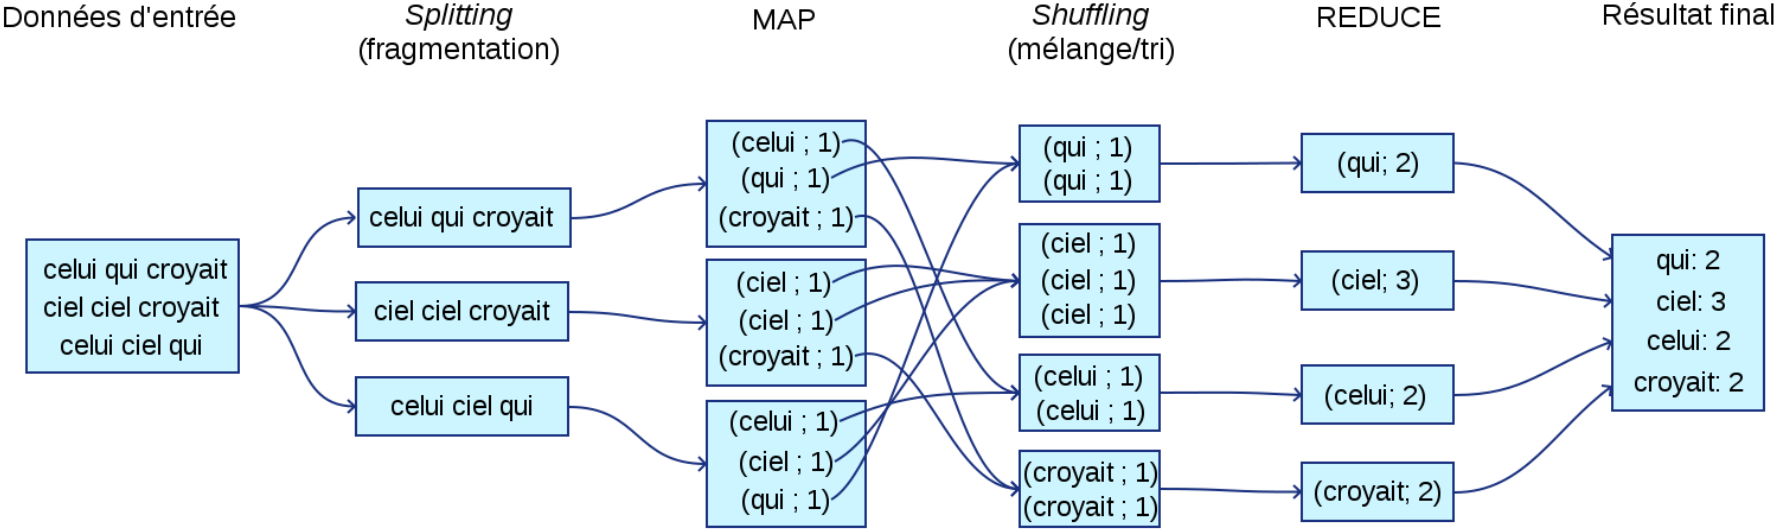 Données d'entrée
Splitting
(fragmentation)
MAP
Shuffling
(mélange/tri)
REDUCE
Résultat final
celui qui croyait
ciel ciel croyait
celui ciel qui
celui qui croyait
ciel ciel croyait
celui ciel qui
(celui ; 1)
(qui ; 1)
(croyait ; 1)
(ciel ; 1)
(ciel ; 1)
(croyait ; 1)
(celui ; 1)
(ciel ; 1)
(qui ; 1)
(qui ; 1)
(qui ; 1)
(ciel ; 1)
(ciel ; 1)
(ciel ; 1)
(celui ; 1)
(celui ; 1)
(croyait ; 1)
(croyait ; 1)
(qui; 2)
(ciel; 3)
(celui; 2)
(croyait; 2)
qui: 2
ciel: 3
celui: 2
croyait: 2